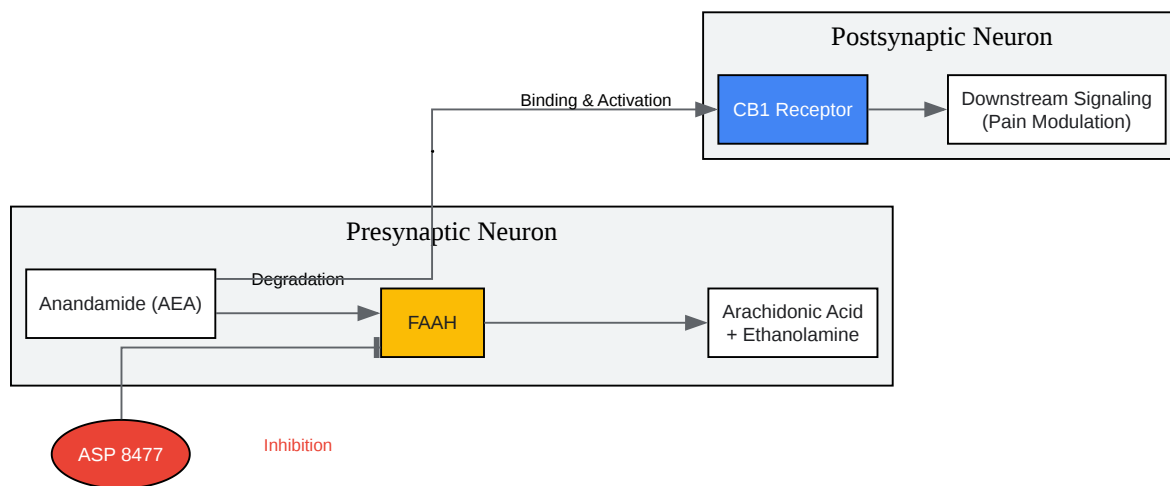 Postsynaptic Neuron
Binding & Activation
CB1 Receptor
Downstream Signaling
(Pain Modulation)
Presynaptic Neuron
Degradation
Anandamide (AEA)
FAAH
Arachidonic Acid
+ Ethanolamine
ASP 8477
Inhibition